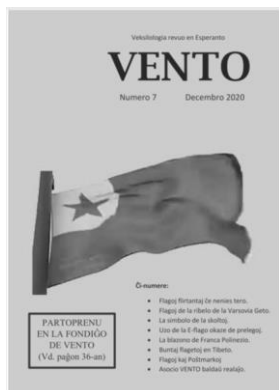 Veksilologia revuo en Esperanto
VENTO
Numero 7 Decembro 2020
Ĉi-numere:
• Flagoj flirtantaj ĉe nenies tero.
• Flagoj de la ribelo de la Varsovia Geto.
• La simbolo de la skoltoj.
• Uzo de la E-flago okaze de prelegoj.
• La blazono de Franca Polinezio.
• Buntaj flagetoj en Tibeto.
• Flagoj kaj Poŝtmarkoj
• Asocio VENTO baldaŭ realaĵo.
PARTOPRENU
EN LA FONDIĜO
DE VENTO
(Vd. paĝon 36-an)